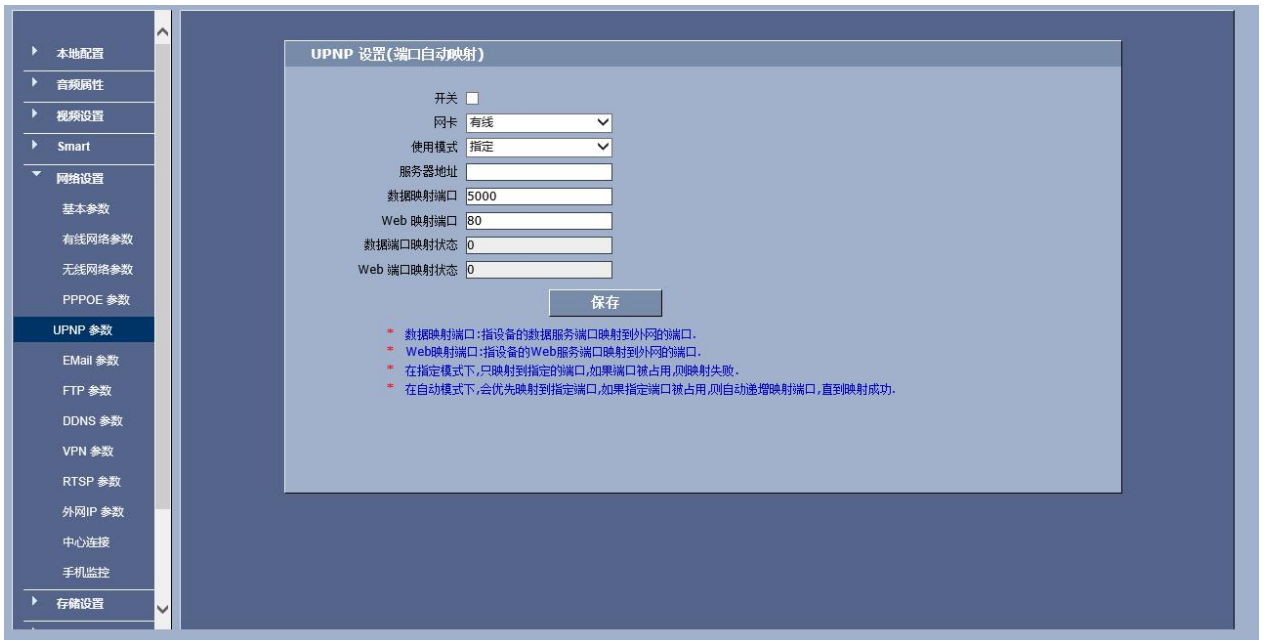 本地配置
音频属性
视频设置
Smart
网络设置
基本参数
有线网络参数
无线网络参数
PPPOE 参数
UPNP 参数
EMail 参数
FTP 参数
DDNS 参数
VPN 参数
RTSP 参数
外网IP 参数
中心连接
手机监控
存储设置
UPNP 设置(端口自动映射)
开关
网卡 有线
使用模式 指定
服务器地址
数据映射端口 5000
Web 映射端口 80
数据端口映射状态 0
Web 端口映射状态 0
保存
* 数据映射端口:指设备的数据服务端口映射到外网的端口.
* Web映射端口:指设备的Web服务端口映射到外网的端口.
* 在指定模式下,只映射到指定的端口,如果端口被占用,则映射失败.
* 在自动模式下,会优先映射到指定端口,如果指定端口被占用,则自动递增映射端口,直到映射成功.